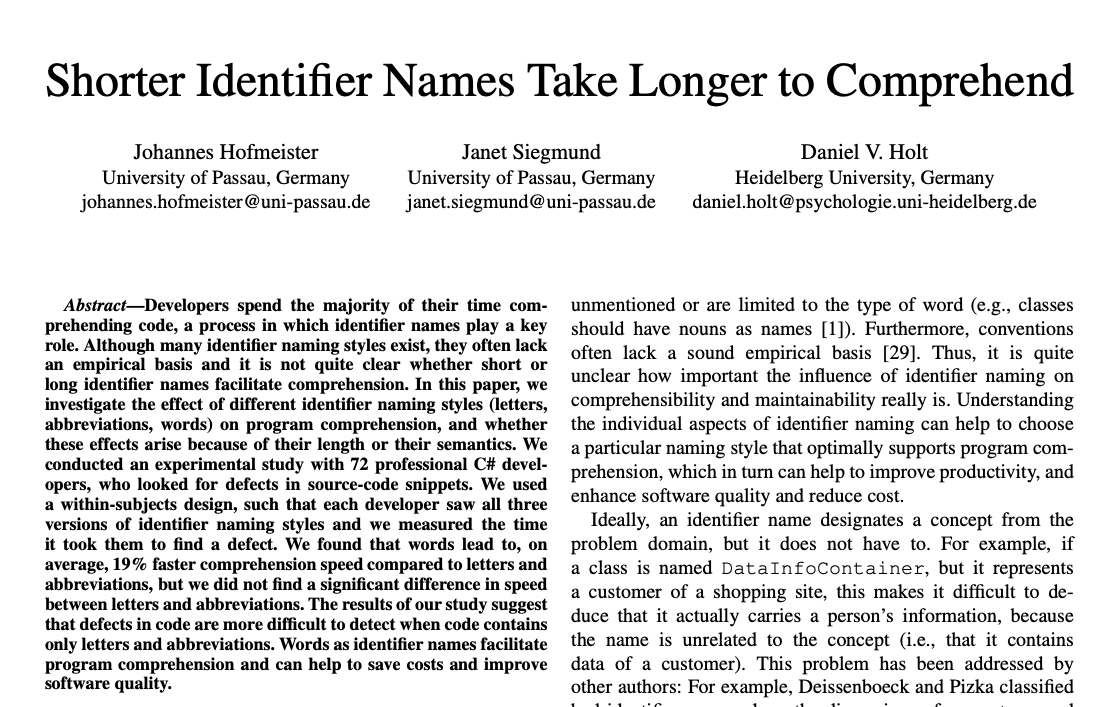 Shorter Identifier Names Take Longer to Comprehend
Johannes Hofmeister
University of Passau, Germany
johannes.hofmeister@uni-passau.de
Janet Siegmund
University of Passau, Germany
janet.siegmund@uni-passau.de
Daniel V. Holt
Heidelberg University, Germany
daniel.holt@psychologie.uni-heidelberg.de
Abstract—Developers spend the majority of their time com-
prehending code, a process in which identifier names play a key
role. Although many identifier naming styles exist, they often lack
an empirical basis and it is not quite clear whether short or
long identifier names facilitate comprehension. In this paper, we
investigate the effect of different identifier naming styles (letters,
abbreviations, words) on program comprehension, and whether
these effects arise because of their length or their semantics. We
conducted an experimental study with 72 professional C# devel-
opers, who looked for defects in source-code snippets. We used
a within-subjects design, such that each developer saw all three
versions of identifier naming styles and we measured the time
it took them to find a defect. We found that words lead to, on
average, 19% faster comprehension speed compared to letters and
abbreviations, but we did not find a significant difference in speed
between letters and abbreviations. The results of our study suggest
that defects in code are more difficult to detect when code contains
only letters and abbreviations. Words as identifier names facilitate
program comprehension and can help to save costs and improve
software quality.
unmentioned or are limited to the type of word (e.g., classes
should have nouns as names [1]). Furthermore, conventions
often lack a sound empirical basis [29]. Thus, it is quite
unclear how important the influence of identifier naming on
comprehensibility and maintainability really is. Understanding
the individual aspects of identifier naming can help to choose
a particular naming style that optimally supports program com-
prehension, which in turn can help to improve productivity, and
enhance software quality and reduce cost.
Ideally, an identifier name designates a concept from the
problem domain, but it does not have to. For example, if
a class is named DataInfoContainer, but it represents
a customer of a shopping site, this makes it difficult to de-
duce that it actually carries a person's information, because
the name is unrelated to the concept (i.e., that it contains
data of a customer). This problem has been addressed by
other authors: For example, Deissenboeck and Pizka classified